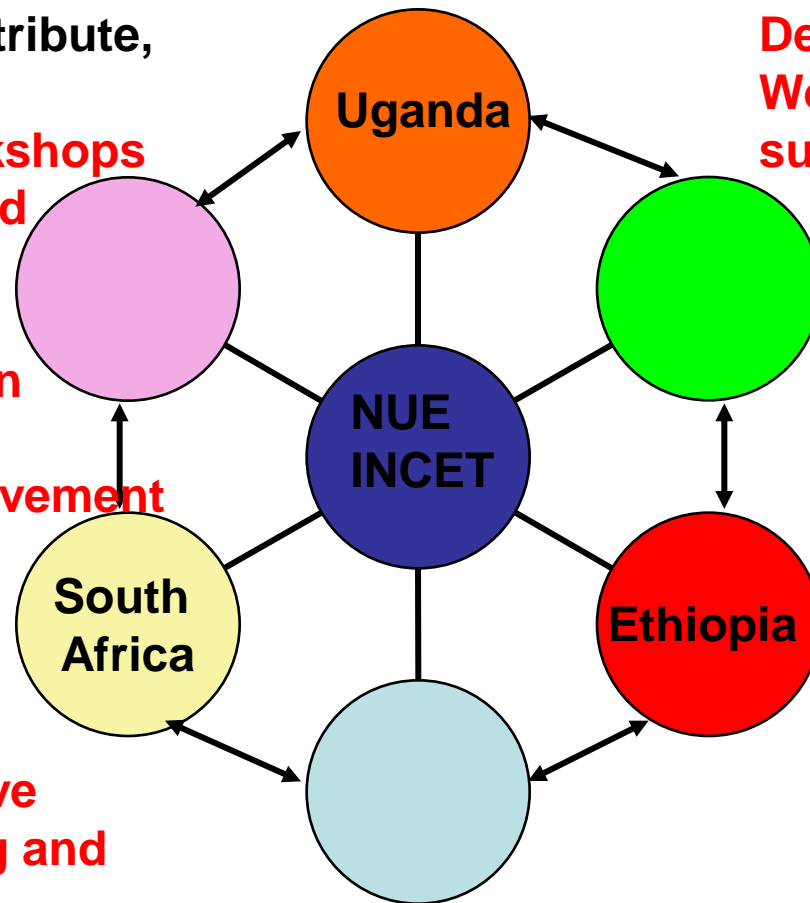 tribute,
kshops
d
n
vement
ve
g and
De
We
su
Uganda
NUE
INCET
South
Africa
Ethiopia